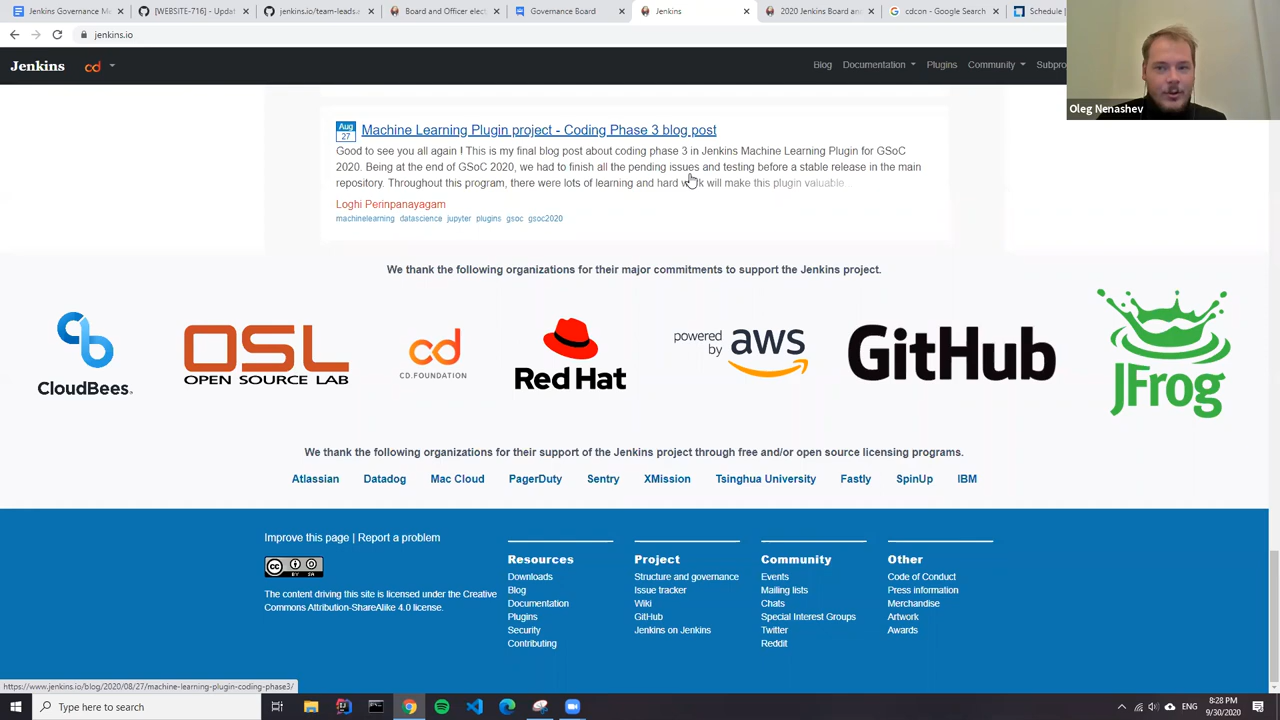 Jenkins Governance M
[WEBSITE-716] - Updat
jenkins.io/team-leads.a
Board and Officer elec
Governance Board
Jenkins
2020 Jenkins Board an
cdcon - Google Search
Schedule |
jenkins.io
Jenkins
cd
Blog
Documentation
Plugins
Community
Subpro
Oleg Nenashev
Aug
27
Machine Learning Plugin project - Coding Phase 3 blog post
Good to see you all again ! This is my final blog post about coding phase 3 in Jenkins Machine Learning Plugin for GSoC
2020. Being at the end of GSoC 2020, we had to finish all the pending issues and testing before a stable release in the main
repository. Throughout this program, there were lots of learning and hard work will make this plugin valuable ..
Loghi Perinpanayagam
machinelearning datascience jupyter plugins gsoc gsoc2020
We thank the following organizations for their major commitments to support the Jenkins project.
CloudBees.
OSL
OPEN SOURCE LAB
cd
CD.FOUNDATION
Red Hat
powered
by
aws
GitHub
JFrog
We thank the following organizations for their support of the Jenkins project through free and/or open source licensing programs.
Atlassian
Datadog
Mac Cloud
PagerDuty
Sentry
XMission
Tsinghua University
Fastly
SpinUp
IBM
Improve this page | Report a problem
cc
BY SA
The content driving this site is licensed under the Creative
Commons Attribution-ShareAlike 4.0 license.
Resources
Downloads
Blog
Documentation
Plugins
Security
Contributing
Project
Structure and governance
Issue tracker
Wiki
GitHub
Jenkins on Jenkins
Community
Events
Mailing lists
Chats
Special Interest Groups
Twitter
Reddit
Other
Code of Conduct
Press information
Merchandise
Artwork
Awards
https://www.jenkins.io/blog/2020/08/27/machine-learning-plugin-coding-phase3/
Type here to search
8:28 PM
9/30/2020